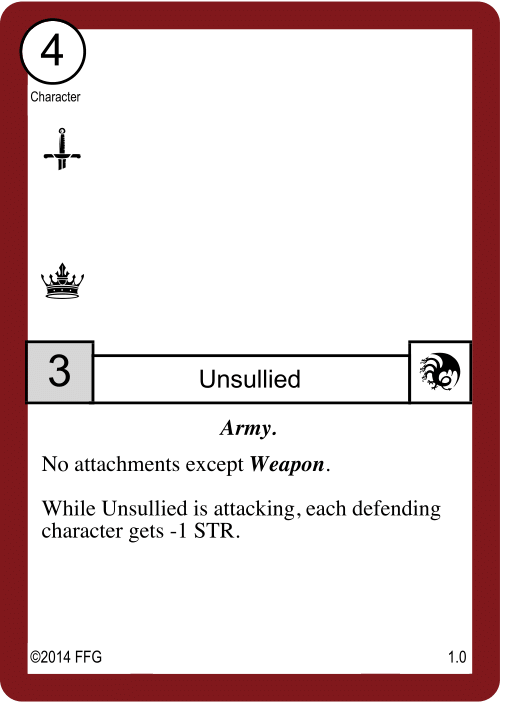 4
Character
3
Unsullied
Army.
No attachments except Weapon.
While Unsullied is attacking, each defending
character gets -1 STR.
©2014 FFG
1.0